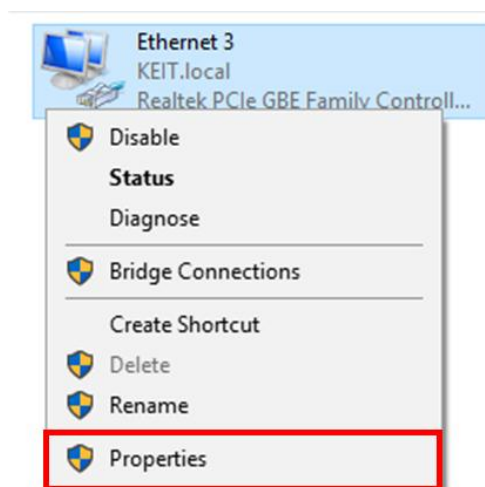 Ethernet 3
KEIT.local
Realtek PCIe GBE Family Controll...
Disable
Status
Diagnose
Bridge Connections
Create Shortcut
Delete
Rename
Properties